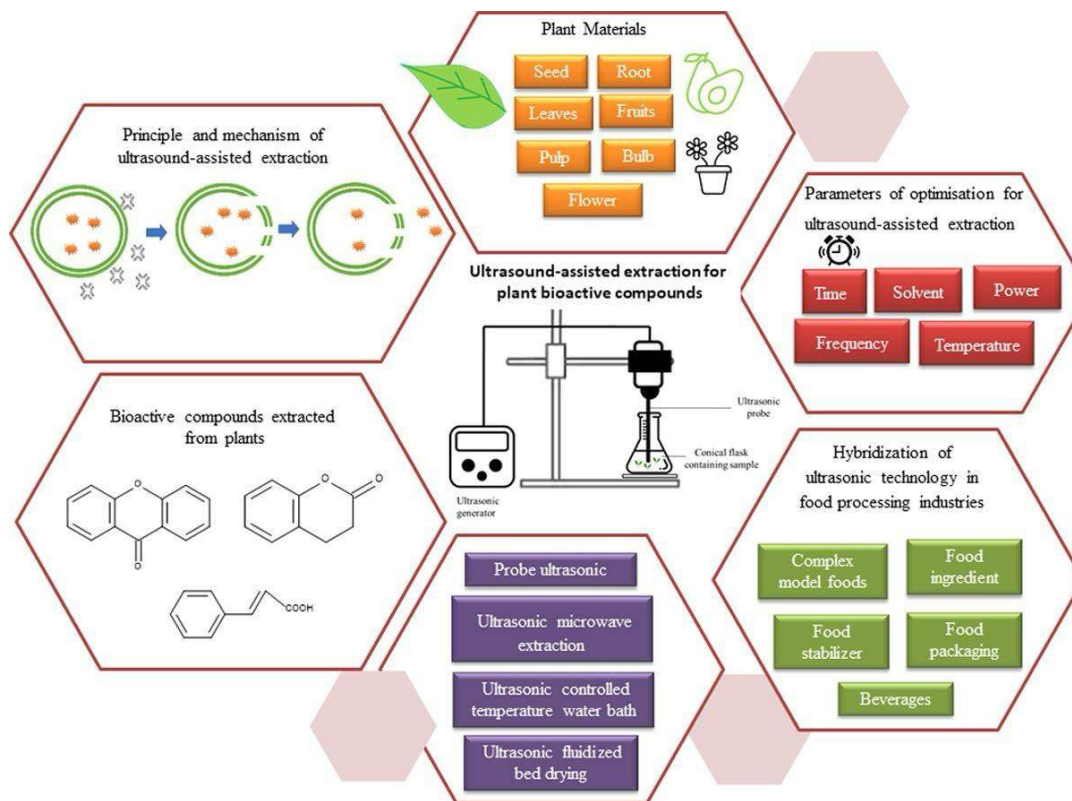 Plant Materials
Seed
Root
Leaves
Fruits
Pulp
Bulb
Flower
Principle and mechanism of
ultrasound-assisted extraction
Parameters of optimisation for
ultrasound-assisted extraction
Time
Solvent
Power
Frequency
Temperature
Ultrasound-assisted extraction for
plant bioactive compounds
Ultrasonic
probe
Conical flask
containing sample
Ultrasonic
generator
Bioactive compounds extracted
from plants
O
O
O
O
COOH
Hybridization of
ultrasonic technology in
food processing industries
Complex
model foods
Food
ingredient
Food
stabilizer
Food
packaging
Beverages
Probe ultrasonic
Ultrasonic microwave
extraction
Ultrasonic controlled
temperature water bath
Ultrasonic fluidized
bed drying